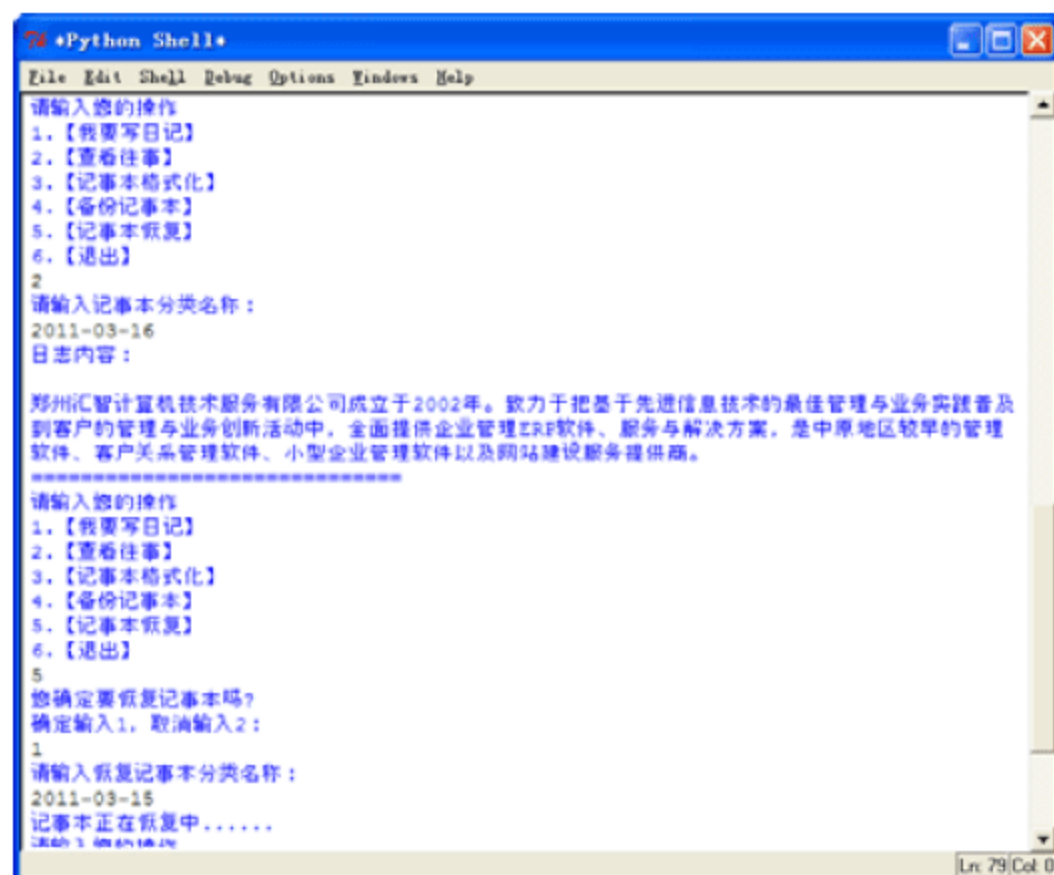 *Python Shell*
File Edit Shell Debug Options Windows Help
请输入您的操作
1.【我要写日记】
2.【查看往事】
3.【记事本格式化】
4.【备份记事本】
5.【记事本恢复】
6.【退出】
2
请输入记事本分类名称：
2011-03-16
日志内容：
郑州汇智计算机技术服务有限公司成立于2002年。致力于把基于先进信息技术的最佳管理与业务实践普及
到客户的管理与业务创新活动中，全面提供企业管理ERP软件、服务与解决方案，是中原地区较早的管理
软件、客户关系管理软件、小型企业管理软件以及网站建设服务提供商。
==============================
请输入您的操作
1.【我要写日记】
2.【查看往事】
3.【记事本格式化】
4.【备份记事本】
5.【记事本恢复】
6.【退出】
5
您确定要恢复记事本吗?
确定输入1，取消输入2：
1
请输入恢复记事本分类名称：
2011-03-15
记事本正在恢复中......
请输入您的操作
Ln: 79 Col: 0